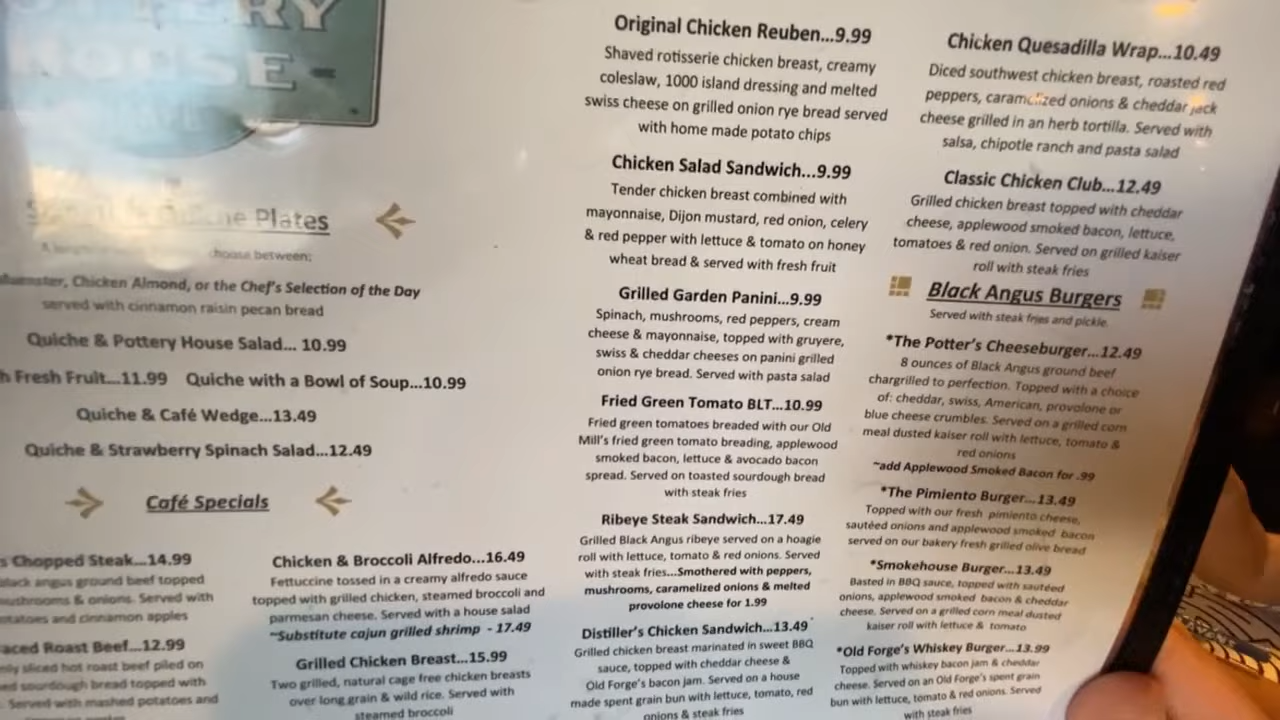 HOUSE
Plates
choose between:
Chicken Almond, or the Chef's Selection of the Day
served with cinnamon raisin pecan bread
Quiche & Pottery House Salad... 10.99
Fresh Fruit...11.99 Quiche with a Bowl of Soup...10.99
Quiche & Café Wedge...13.49
Quiche & Strawberry Spinach Salad...12.49
Café Specials
Chopped Steak...14.99
black angus ground beef topped
mushrooms & onions. Served with
and cinnamon apples
Roast Beef...12.99
sliced hot roast beef piled on
sourdough bread topped with
Served with mashed potatoes and
Chicken & Broccoli Alfredo...16.49
Fettuccine tossed in a creamy alfredo sauce
topped with grilled chicken, steamed broccoli and
parmesan cheese. Served with a house salad
~Substitute cajun grilled shrimp - 17.49
Grilled Chicken Breast...15.99
Two grilled, natural cage free chicken breasts
over long grain & wild rice. Served with
steamed broccoli
Original Chicken Reuben...9.99
Shaved rotisserie chicken breast, creamy
coleslaw, 1000 island dressing and melted
swiss cheese on grilled onion rye bread served
with home made potato chips
Chicken Salad Sandwich...9.99
Tender chicken breast combined with
mayonnaise, Dijon mustard, red onion, celery
& red pepper with lettuce & tomato on honey
wheat bread & served with fresh fruit
Grilled Garden Panini...9.99
Spinach, mushrooms, red peppers, cream
cheese & mayonnaise, topped with gruyere,
swiss & cheddar cheeses on panini grilled
onion rye bread. Served with pasta salad
Fried Green Tomato BLT...10.99
Fried green tomatoes breaded with our Old
Mill's fried green tomato breading, applewood
smoked bacon, lettuce & avocado bacon
spread. Served on toasted sourdough bread
with steak fries
Ribeye Steak Sandwich...17.49
Grilled Black Angus ribeye served on a hoagie
roll with lettuce, tomato & red onions. Served
with steak fries...Smothered with peppers,
mushrooms, caramelized onions & melted
provolone cheese for 1.99
Distiller's Chicken Sandwich...13.49
Grilled chicken breast marinated in sweet BBQ
sauce, topped with cheddar cheese &
Old Forge's bacon jam. Served on a house
made spent grain bun with lettuce, tomato, red
onions & steak fries
Chicken Quesadilla Wrap...10.49
Diced southwest chicken breast, roasted red
peppers, caramelized onions & cheddar jack
cheese grilled in an herb tortilla. Served with
salsa, chipotle ranch and pasta salad
Classic Chicken Club...12.49
Grilled chicken breast topped with cheddar
cheese, applewood smoked bacon, lettuce,
tomatoes & red onion. Served on grilled kaiser
roll with steak fries
Black Angus Burgers
Served with steak fries and pickle.
*The Potter's Cheeseburger...12.49
8 ounces of Black Angus ground beef
chargrilled to perfection. Topped with a choice
of: cheddar, swiss, American, provolone or
blue cheese crumbles. Served on a grilled corn
meal dusted kaiser roll with lettuce, tomato &
red onions
~add Applewood Smoked Bacon for .99
*The Pimiento Burger...13.49
Topped with our fresh pimiento cheese,
sautéed onions and applewood smoked bacon
served on our bakery fresh grilled olive bread
*Smokehouse Burger...13.49
Basted in BBQ sauce, topped with sautéed
onions, applewood smoked bacon & cheddar
cheese. Served on a grilled corn meal dusted
kaiser roll with lettuce & tomato
*Old Forge's Whiskey Burger...13.99
Topped with whiskey bacon jam & cheddar
cheese. Served on an Old Forge's spent grain
bun with lettuce, tomato & red onions. Served
with steak fries